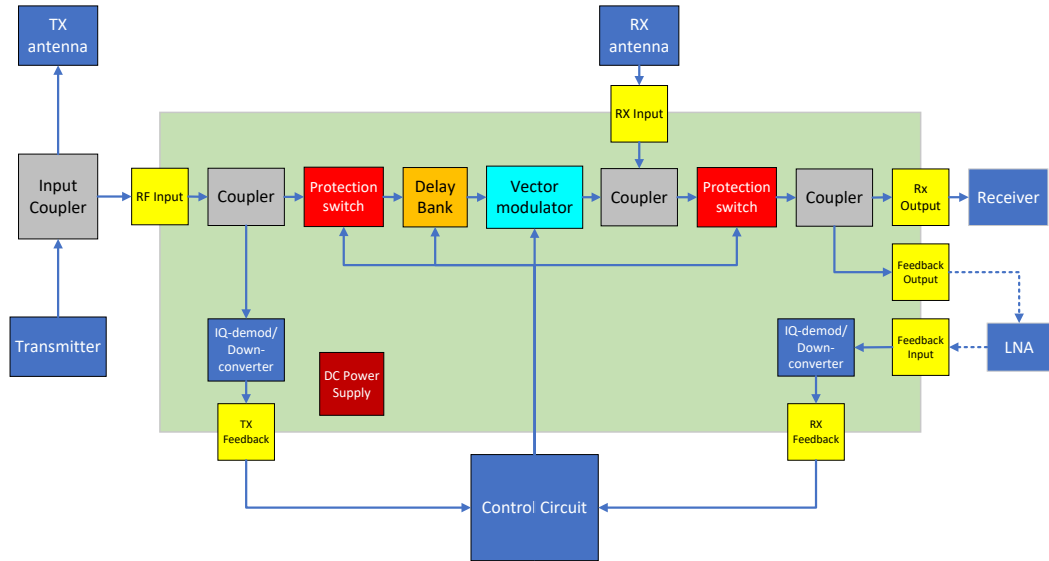 TX
antenna
RX
antenna
RX Input
Input
Coupler
RF Input
Coupler
Protection
switch
Delay
Bank
Vector
modulator
Coupler
Protection
switch
Coupler
Rx
Output
Receiver
Feedback
Output
Transmitter
IQ-demod/
Down-
converter
DC Power
Supply
IQ-demod/
Down-
converter
Feedback
Input
LNA
TX
Feedback
RX
Feedback
Control Circuit